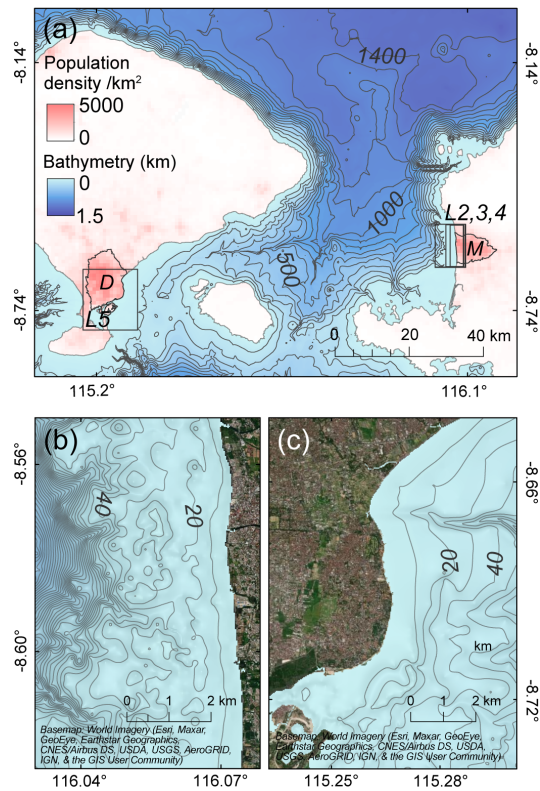 (a)
Population
density /km²
5000
0
Bathymetry (km)
0
1.5
1400
1000
500
L2,3,4
M
D
L5
0 20 40 km
-8.14°
-8.74°
-8.14°
-8.74°
115.2°
116.1°
(b)
40
20
0 1 2 km
Basemap: World Imagery (Esri, Maxar,
GeoEye, Earthstar Geographics,
CNES/Airbus DS, USDA, USGS, AeroGRID,
IGN, & the GIS User Community)
-8.56°
-8.60°
116.04°
116.07°
(c)
20
40
km
0 1 2 km
Basemap: World Imagery (Esri, Maxar, GeoEye,
Earthstar Geographics, CNES/Airbus DS, USDA,
USGS, AeroGRID, IGN, & the GIS User Community)
-8.66°
-8.72°
115.25°
115.28°